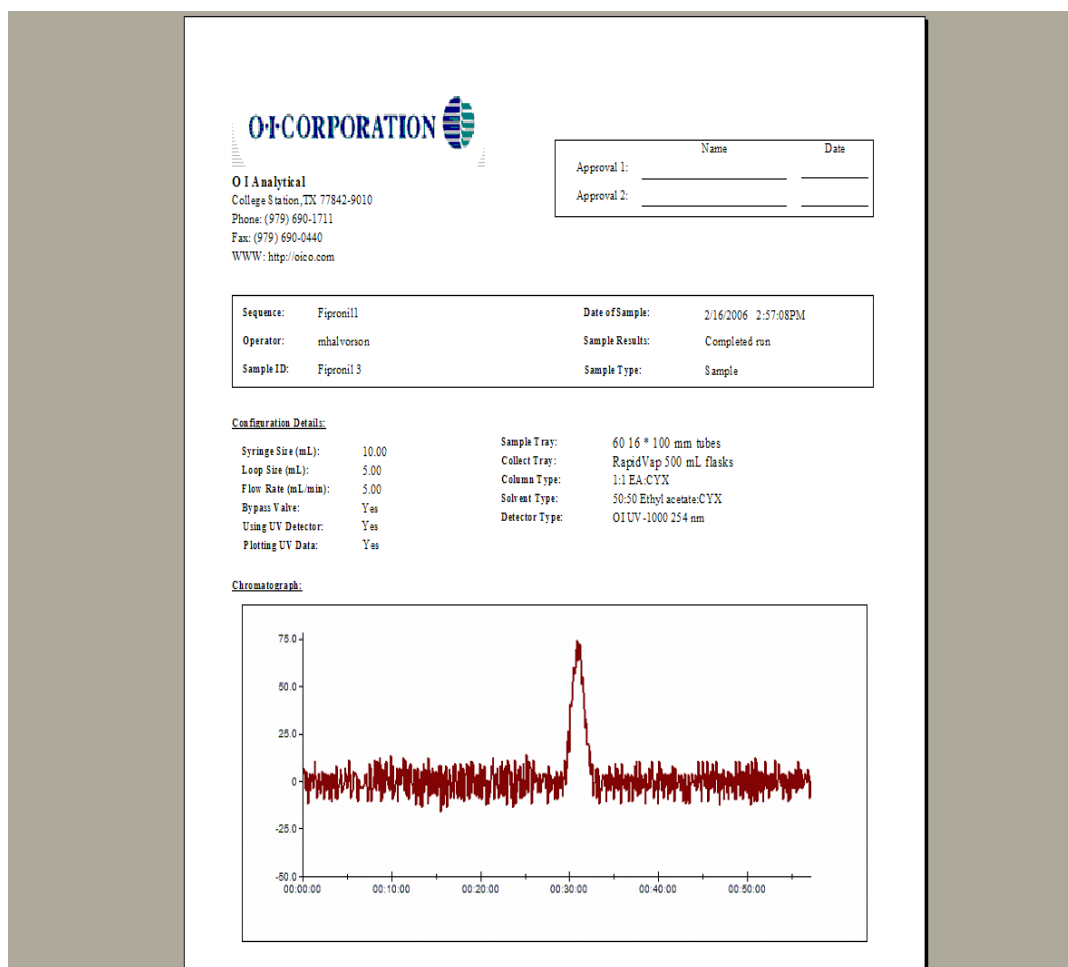 O·I·CORPORATION
Name Date
Approval 1:
Approval 2:
O I Analytical
College Station,TX 77842-9010
Phone: (979) 690-1711
Fax: (979) 690-0440
WWW: http://oico.com
Sequence: Fipronil1 Date of Sample: 2/16/2006 2:57:08PM
Operator: mhalvorson Sample Results: Completed run
Sample ID: Fipronil 3 Sample Type: Sample
Configuration Details:
Syringe Size (mL): 10.00
Loop Size (mL): 5.00
Flow Rate (mL/min): 5.00
Bypass Valve: Yes
Using UV Detector: Yes
Plotting UV Data: Yes
Sample Tray: 60 16 * 100 mm tubes
Collect Tray: RapidVap 500 mL flasks
Column Type: 1:1 EA:CYX
Solvent Type: 50:50 Ethyl acetate:CYX
Detector Type: OI UV-1000 254 nm
Chromatograph:
75.0
50.0
25.0
0
-25.0
-50.0
00:00:00 00:10:00 00:20:00 00:30:00 00:40:00 00:50:00